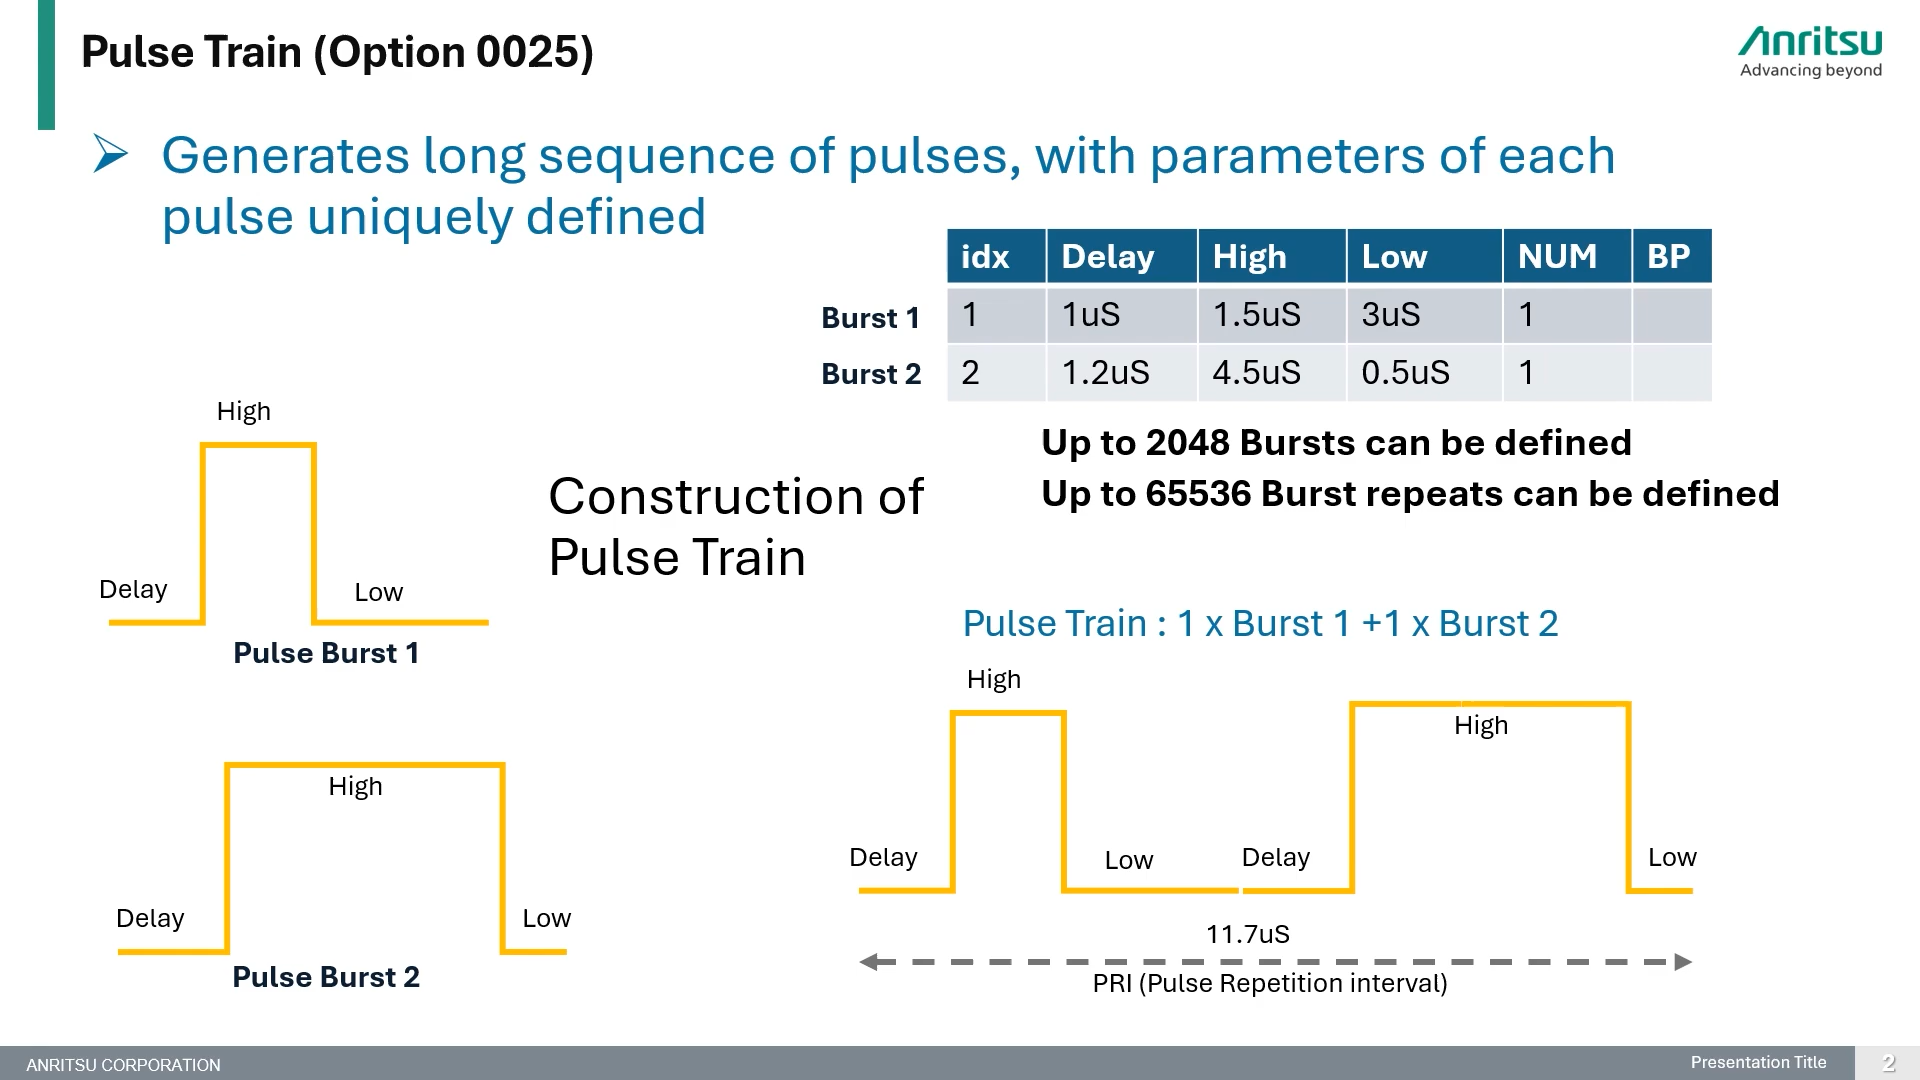 Pulse Train (Option 0025)
Anritsu
Advancing beyond
Generates long sequence of pulses, with parameters of each
pulse uniquely defined
idx Delay High Low NUM BP
Burst 1 1 1uS 1.5uS 3uS 1
Burst 2 2 1.2uS 4.5uS 0.5uS 1
Up to 2048 Bursts can be defined
Up to 65536 Burst repeats can be defined
High
Delay
Low
Pulse Burst 1
Construction of
Pulse Train
High
Delay
Low
Pulse Burst 2
Pulse Train : 1 x Burst 1 +1 x Burst 2
High
High
Delay
Low
Delay
Low
11.7uS
PRI (Pulse Repetition interval)
ANRITSU CORPORATION
Presentation Title
2